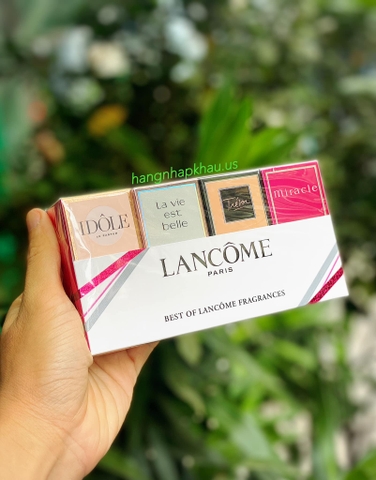 hangnhapkhau.us
IDÔLE
LE PARFUM
La vie
est
belle
miracle
LANCÔME
PARIS
BEST OF LANCÔME FRAGRANCES